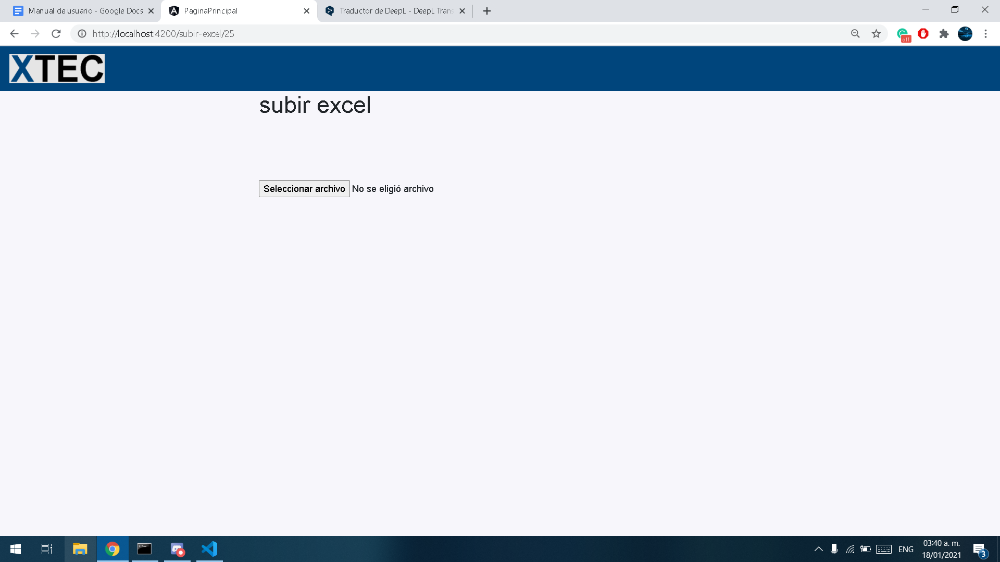 Manual de usuario - Google Docs
PaginaPrincipal
Traductor de DeepL - DeepL Trans
http://localhost:4200/subir-excel/25
off
XTEC
subir excel
Seleccionar archivo No se eligió archivo
ENG
03:40 a. m.
18/01/2021
3